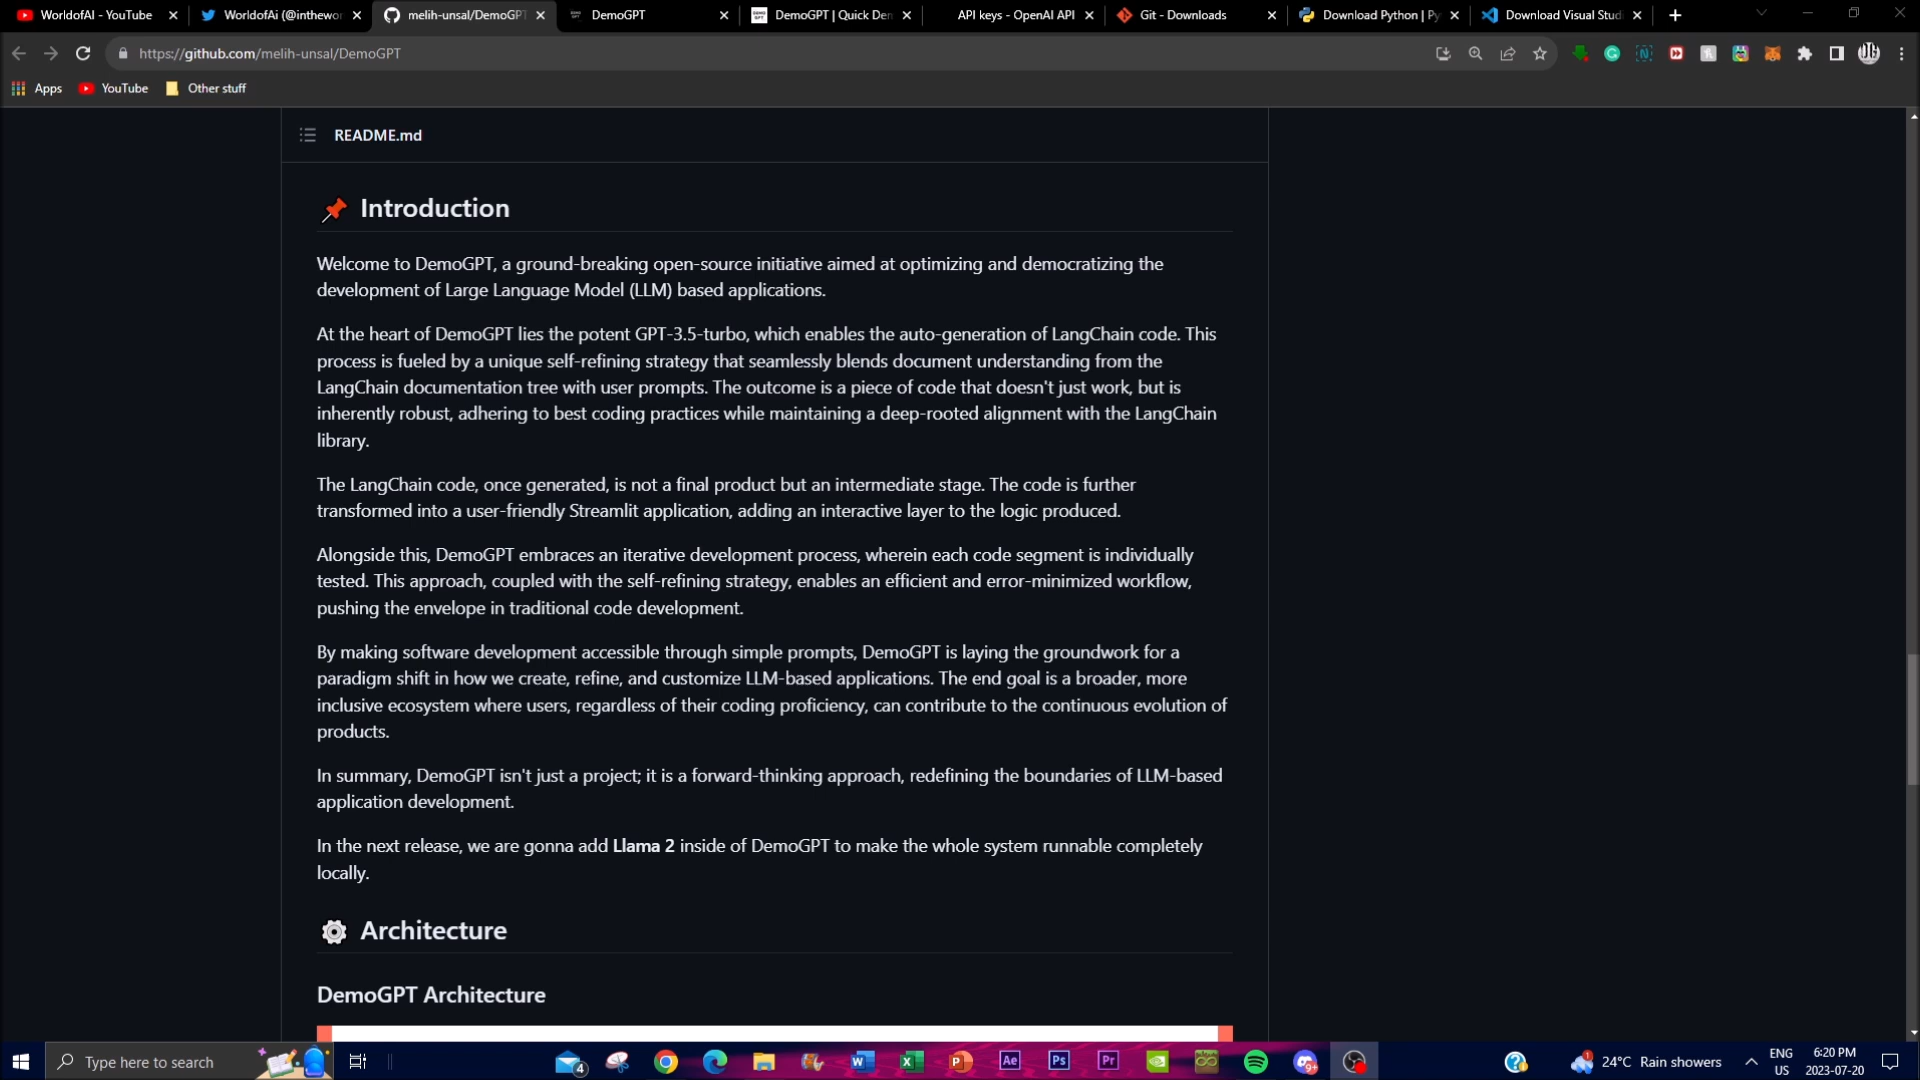 WorldofAI - YouTube
WorldofAi (@inthewor
melih-unsal/DemoGPT
DemoGPT
DemoGPT | Quick Den
API keys - OpenAI API
Git - Downloads
Download Python | Py
Download Visual Stud
https://github.com/melih-unsal/DemoGPT
Apps
YouTube
Other stuff
README.md
Introduction
Welcome to DemoGPT, a ground-breaking open-source initiative aimed at optimizing and democratizing the
development of Large Language Model (LLM) based applications.
At the heart of DemoGPT lies the potent GPT-3.5-turbo, which enables the auto-generation of LangChain code. This
process is fueled by a unique self-refining strategy that seamlessly blends document understanding from the
LangChain documentation tree with user prompts. The outcome is a piece of code that doesn't just work, but is
inherently robust, adhering to best coding practices while maintaining a deep-rooted alignment with the LangChain
library.
The LangChain code, once generated, is not a final product but an intermediate stage. The code is further
transformed into a user-friendly Streamlit application, adding an interactive layer to the logic produced.
Alongside this, DemoGPT embraces an iterative development process, wherein each code segment is individually
tested. This approach, coupled with the self-refining strategy, enables an efficient and error-minimized workflow,
pushing the envelope in traditional code development.
By making software development accessible through simple prompts, DemoGPT is laying the groundwork for a
paradigm shift in how we create, refine, and customize LLM-based applications. The end goal is a broader, more
inclusive ecosystem where users, regardless of their coding proficiency, can contribute to the continuous evolution of
products.
In summary, DemoGPT isn't just a project; it is a forward-thinking approach, redefining the boundaries of LLM-based
application development.
In the next release, we are gonna add Llama 2 inside of DemoGPT to make the whole system runnable completely
locally.
Architecture
DemoGPT Architecture
Type here to search
4
Ae
Ps
Pr
9+
24°C Rain showers
ENG
US
6:20 PM
2023-07-20